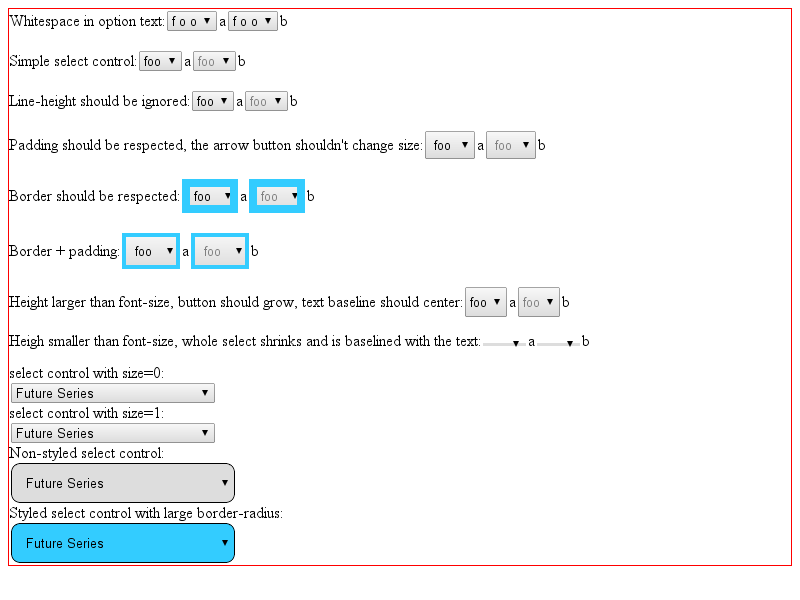 Whitespace in option text: f o o a f o o b
Simple select control: foo a foo b
Line-height should be ignored: foo a foo b
Padding should be respected, the arrow button shouldn't change size: foo a foo b
Border should be respected: foo a foo b
Border + padding: foo a foo b
Height larger than font-size, button should grow, text baseline should center: foo a foo b
Heigh smaller than font-size, whole select shrinks and is baselined with the text: a b
select control with size=0:
Future Series
select control with size=1:
Future Series
Non-styled select control:
Future Series
Styled select control with large border-radius:
Future Series